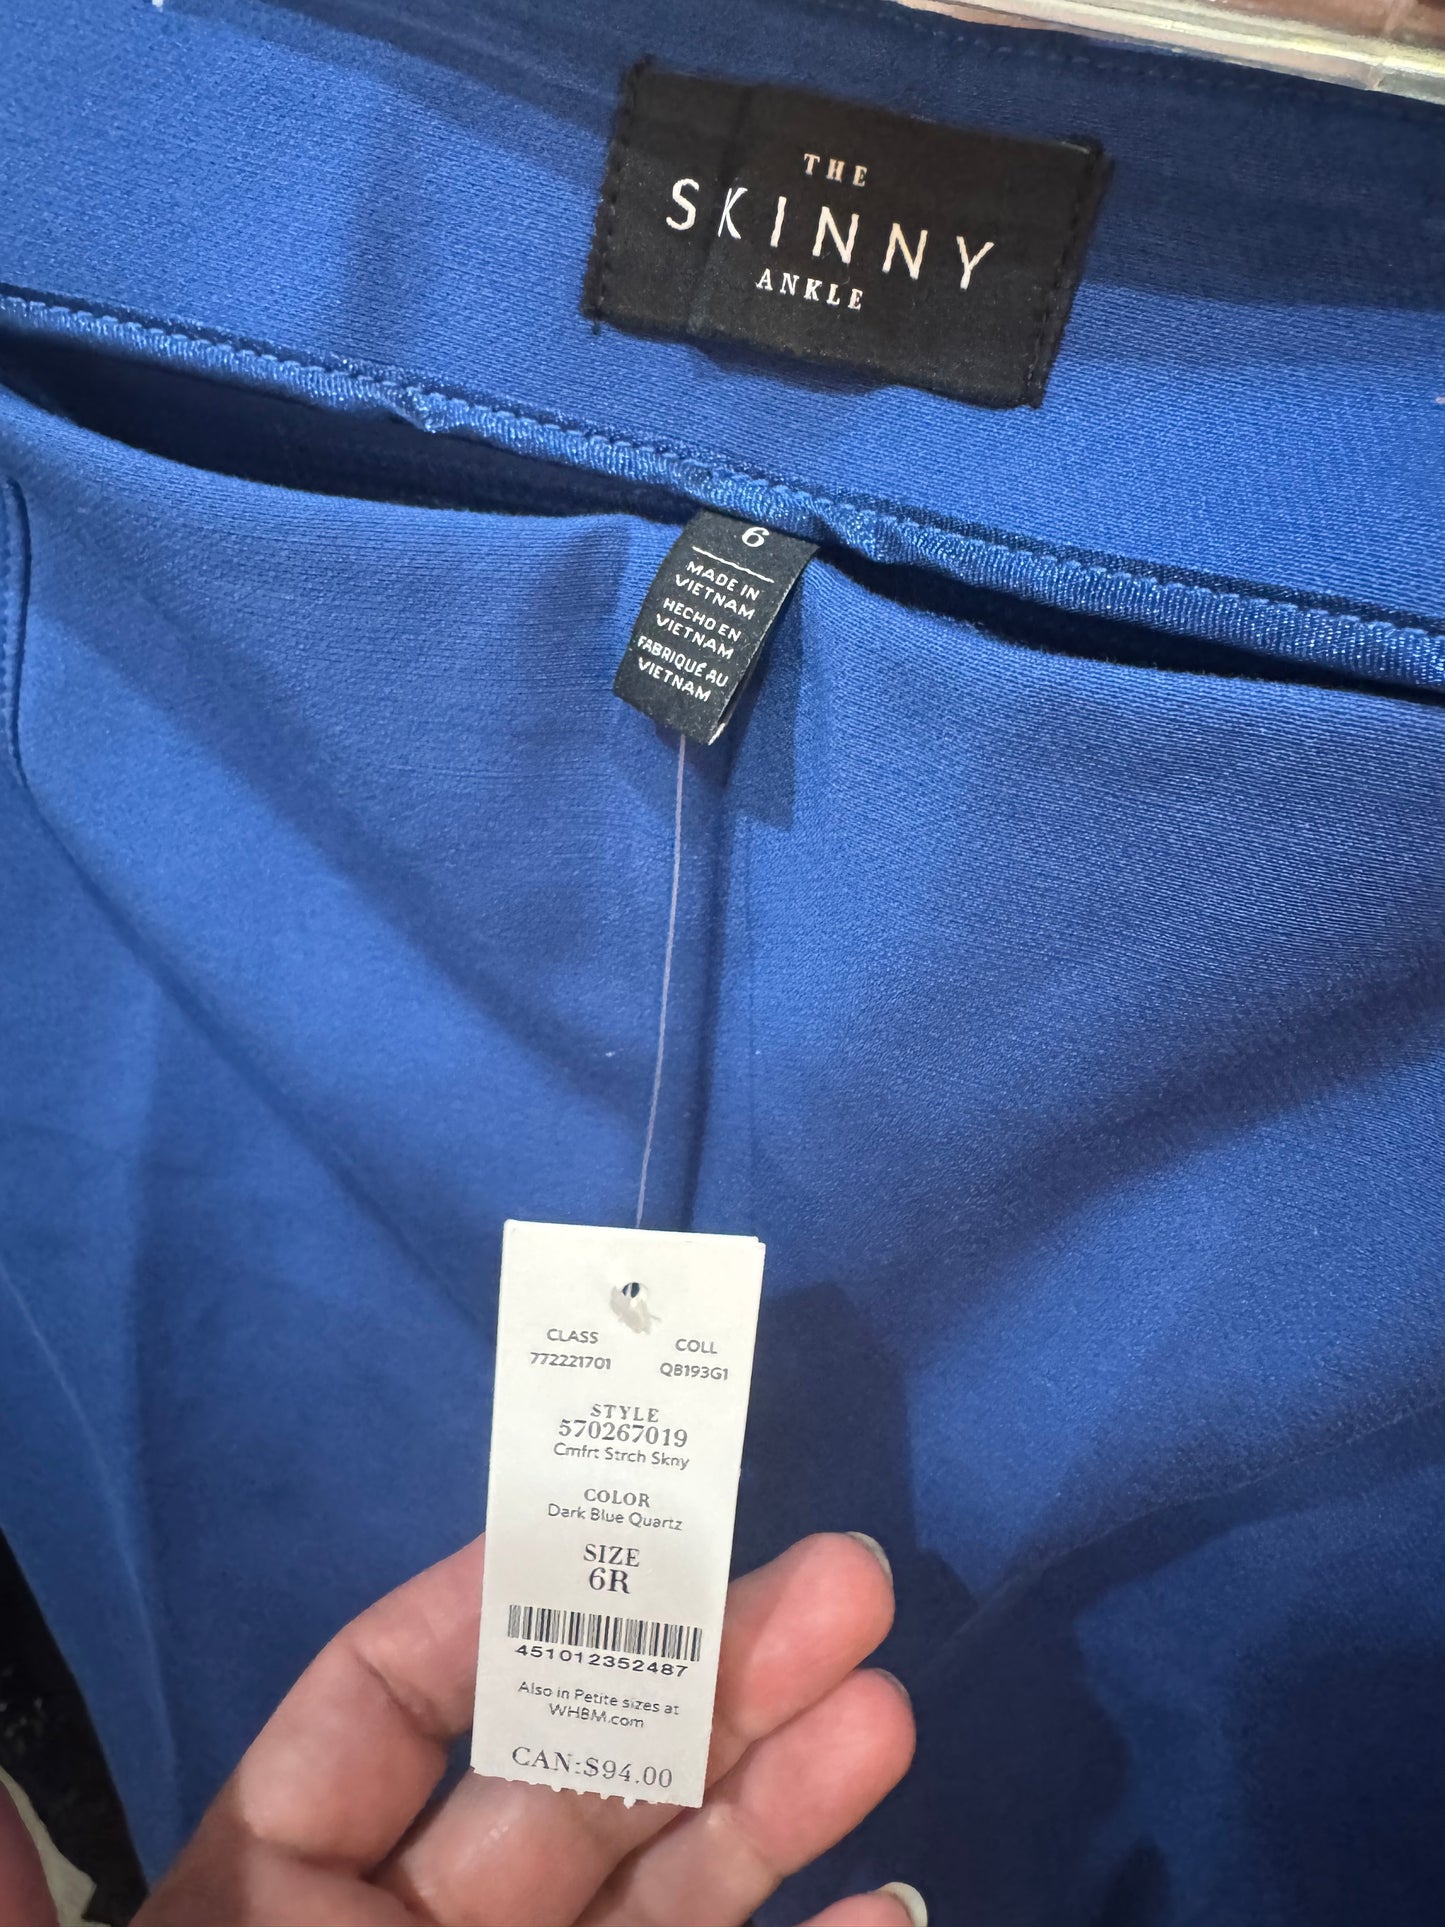 THE
SKINNY
ANKLE
6
MADE IN
VIETNAM
HECHO EN
VIETNAM
FABRIQUÉ AU
VIETNAM
CLASS
772221701
COLL
QB193G1
STYLE
570267019
Cmfrt Strch Skny
COLOR
Dark Blue Quartz
SIZE
6R
451012352487
Also in Petite sizes at
WHBM.com
CAN:$94.00